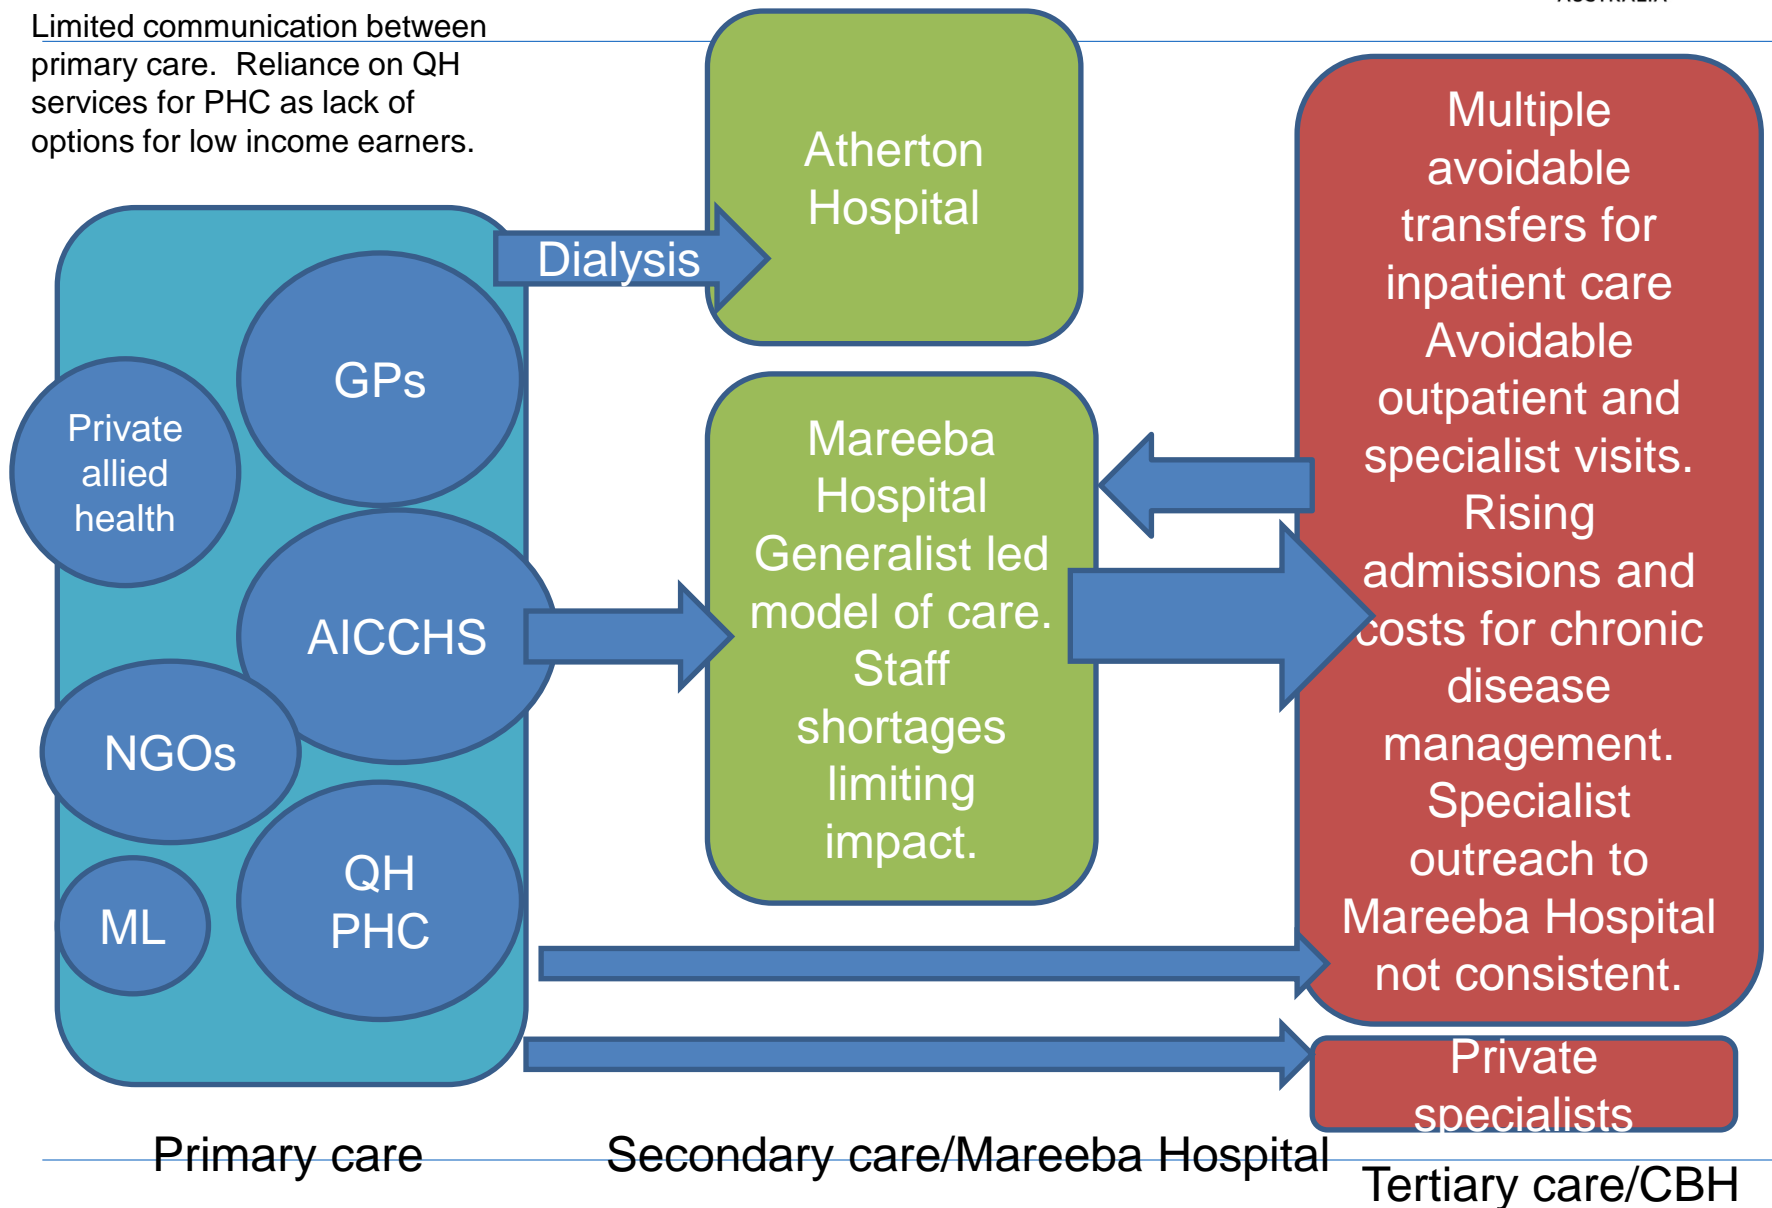 AUSTRALIA
Limited communication between
primary care.  Reliance on QH
services for PHC as lack of
options for low income earners.
Atherton
Hospital
Dialysis
GPs
Private
allied
health
AICCHS
NGOs
ML
QH
PHC
Mareeba
Hospital
Generalist led
model of care.
Staff
shortages
limiting
impact.
Multiple
avoidable
transfers for
inpatient care
Avoidable
outpatient and
specialist visits.
Rising
admissions and
costs for chronic
disease
management.
Specialist
outreach to
Mareeba Hospital
not consistent.
Private
specialists
Primary care
Secondary care/Mareeba Hospital
Tertiary care/CBH